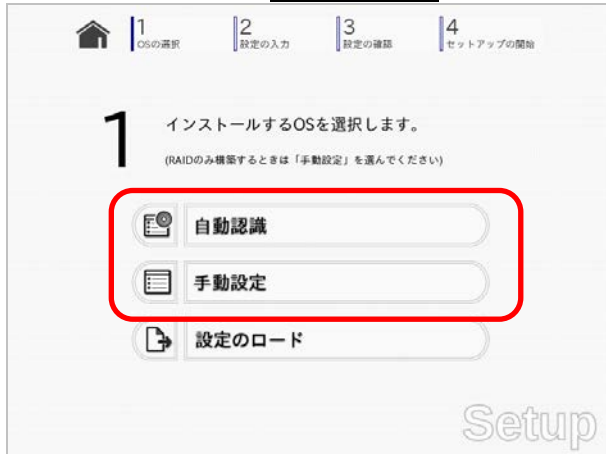 1 2 3 4
OSの選択 設定の入力 設定の確認 セットアップの開始
1 インストールするOSを選択します。
(RAIDのみ構築するときは「手動設定」を選んでください)
自動認識
手動設定
設定のロード
Setup